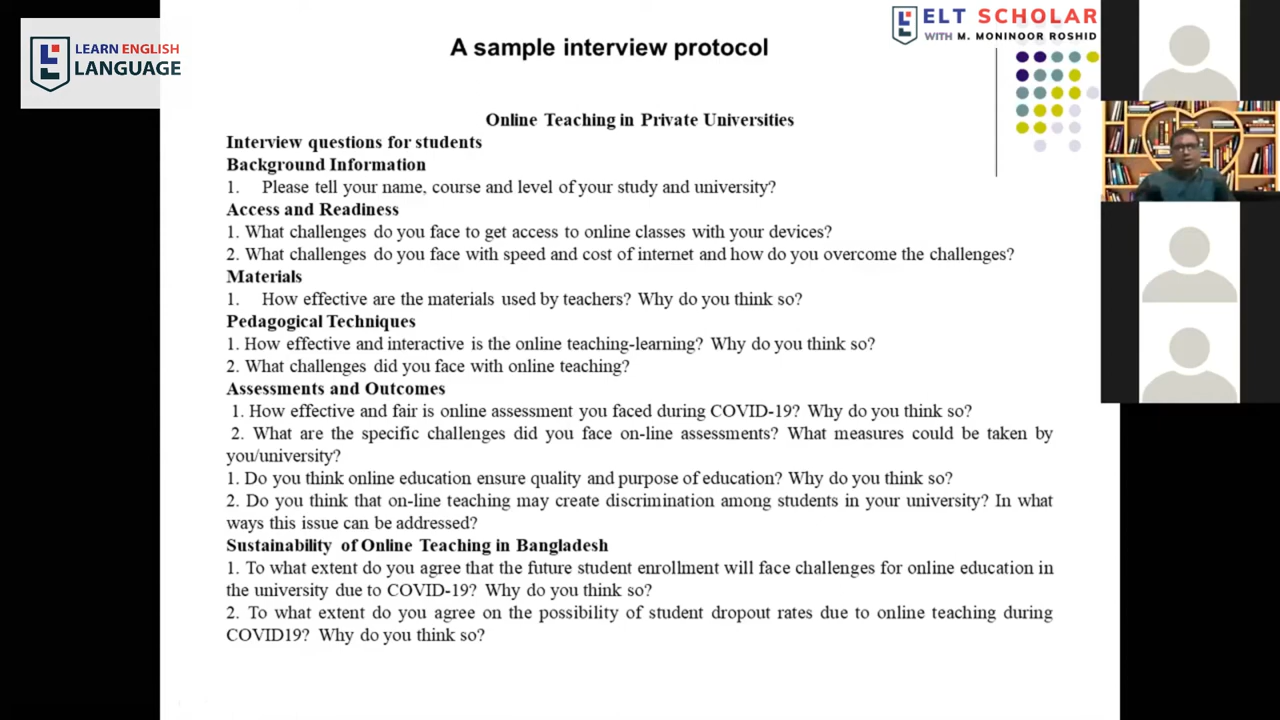 LEARN ENGLISH
LANGUAGE
ELT SCHOLAR
WITH M. MONINOOR ROSHID
A sample interview protocol
Online Teaching in Private Universities
Interview questions for students
Background Information
1. Please tell your name, course and level of your study and university?
Access and Readiness
1. What challenges do you face to get access to online classes with your devices?
2. What challenges do you face with speed and cost of internet and how do you overcome the challenges?
Materials
1. How effective are the materials used by teachers? Why do you think so?
Pedagogical Techniques
1. How effective and interactive is the online teaching-learning? Why do you think so?
2. What challenges did you face with online teaching?
Assessments and Outcomes
1. How effective and fair is online assessment you faced during COVID-19? Why do you think so?
2. What are the specific challenges did you face on-line assessments? What measures could be taken by
you/university?
1. Do you think online education ensure quality and purpose of education? Why do you think so?
2. Do you think that on-line teaching may create discrimination among students in your university? In what
ways this issue can be addressed?
Sustainability of Online Teaching in Bangladesh
1. To what extent do you agree that the future student enrollment will face challenges for online education in
the university due to COVID-19? Why do you think so?
2. To what extent do you agree on the possibility of student dropout rates due to online teaching during
COVID19? Why do you think so?